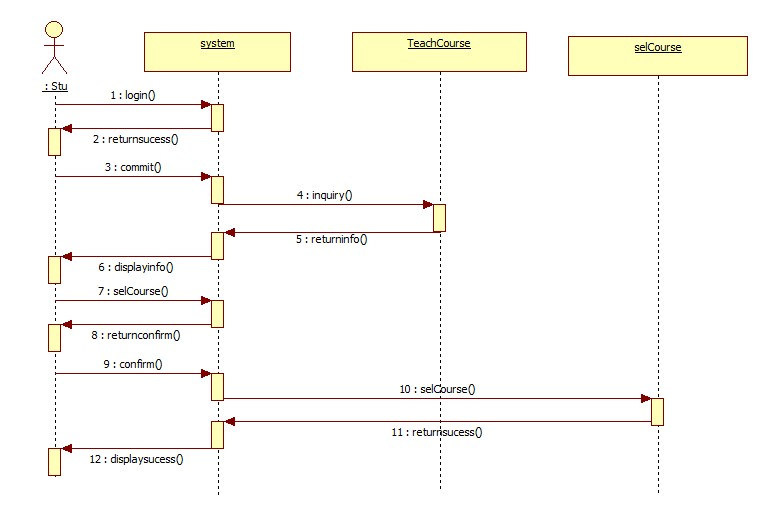 system
TeachCourse
selCourse
: Stu
1 : login()
2 : returnsucess()
3 : commit()
4 : inquiry()
5 : returninfo()
6 : displayinfo()
7 : selCourse()
8 : returnconfirm()
9 : confirm()
10 : selCourse()
11 : returnsucess()
12 : displaysucess()